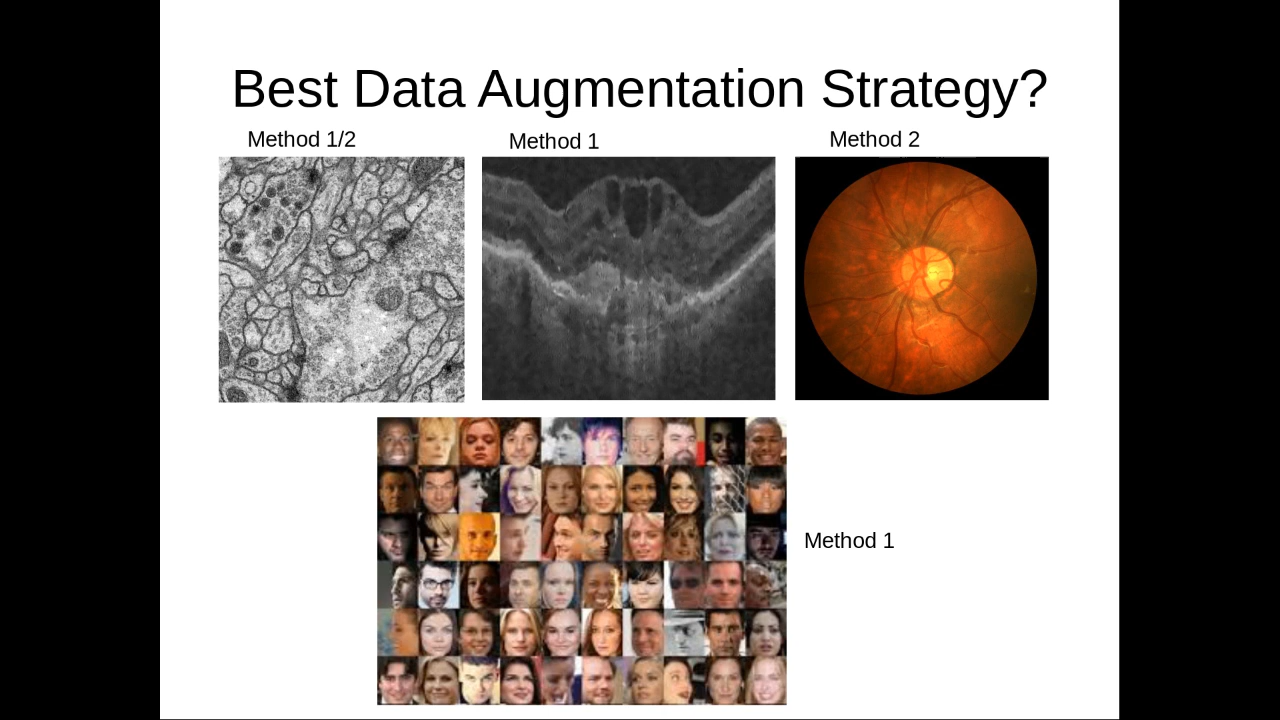 Best Data Augmentation Strategy?
Method 1/2
Method 1
Method 2
Method 1